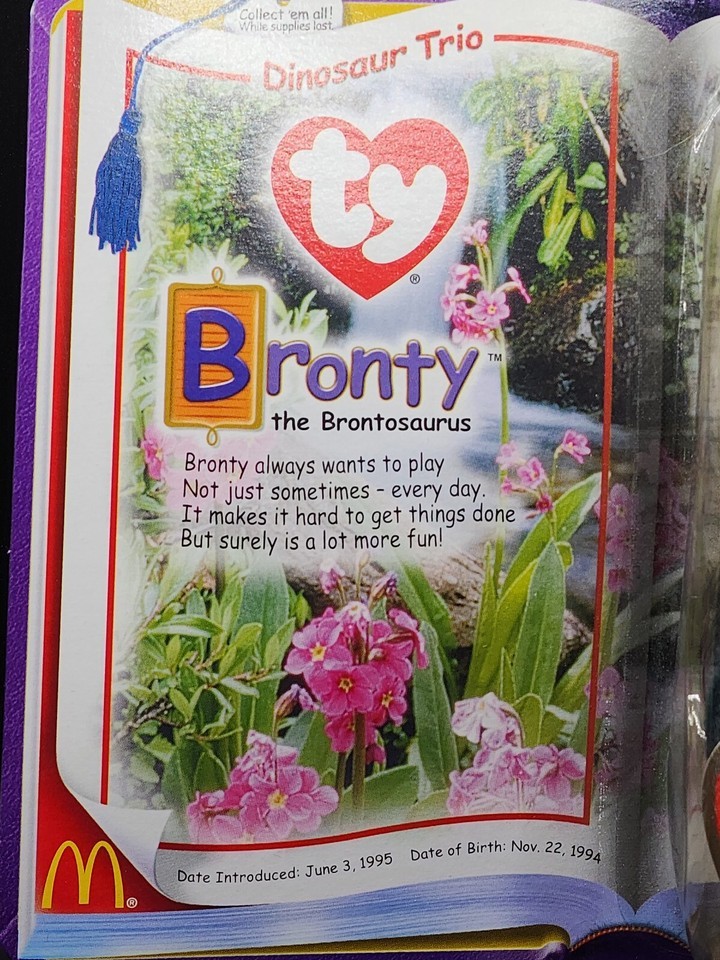 Collect 'em all!
While supplies last.
Dinosaur Trio
ty®
Bronty™
the Brontosaurus
Bronty always wants to play
Not just sometimes - every day.
It makes it hard to get things done
But surely is a lot more fun!
Date Introduced: June 3, 1995 Date of Birth: Nov. 22, 1994
M®